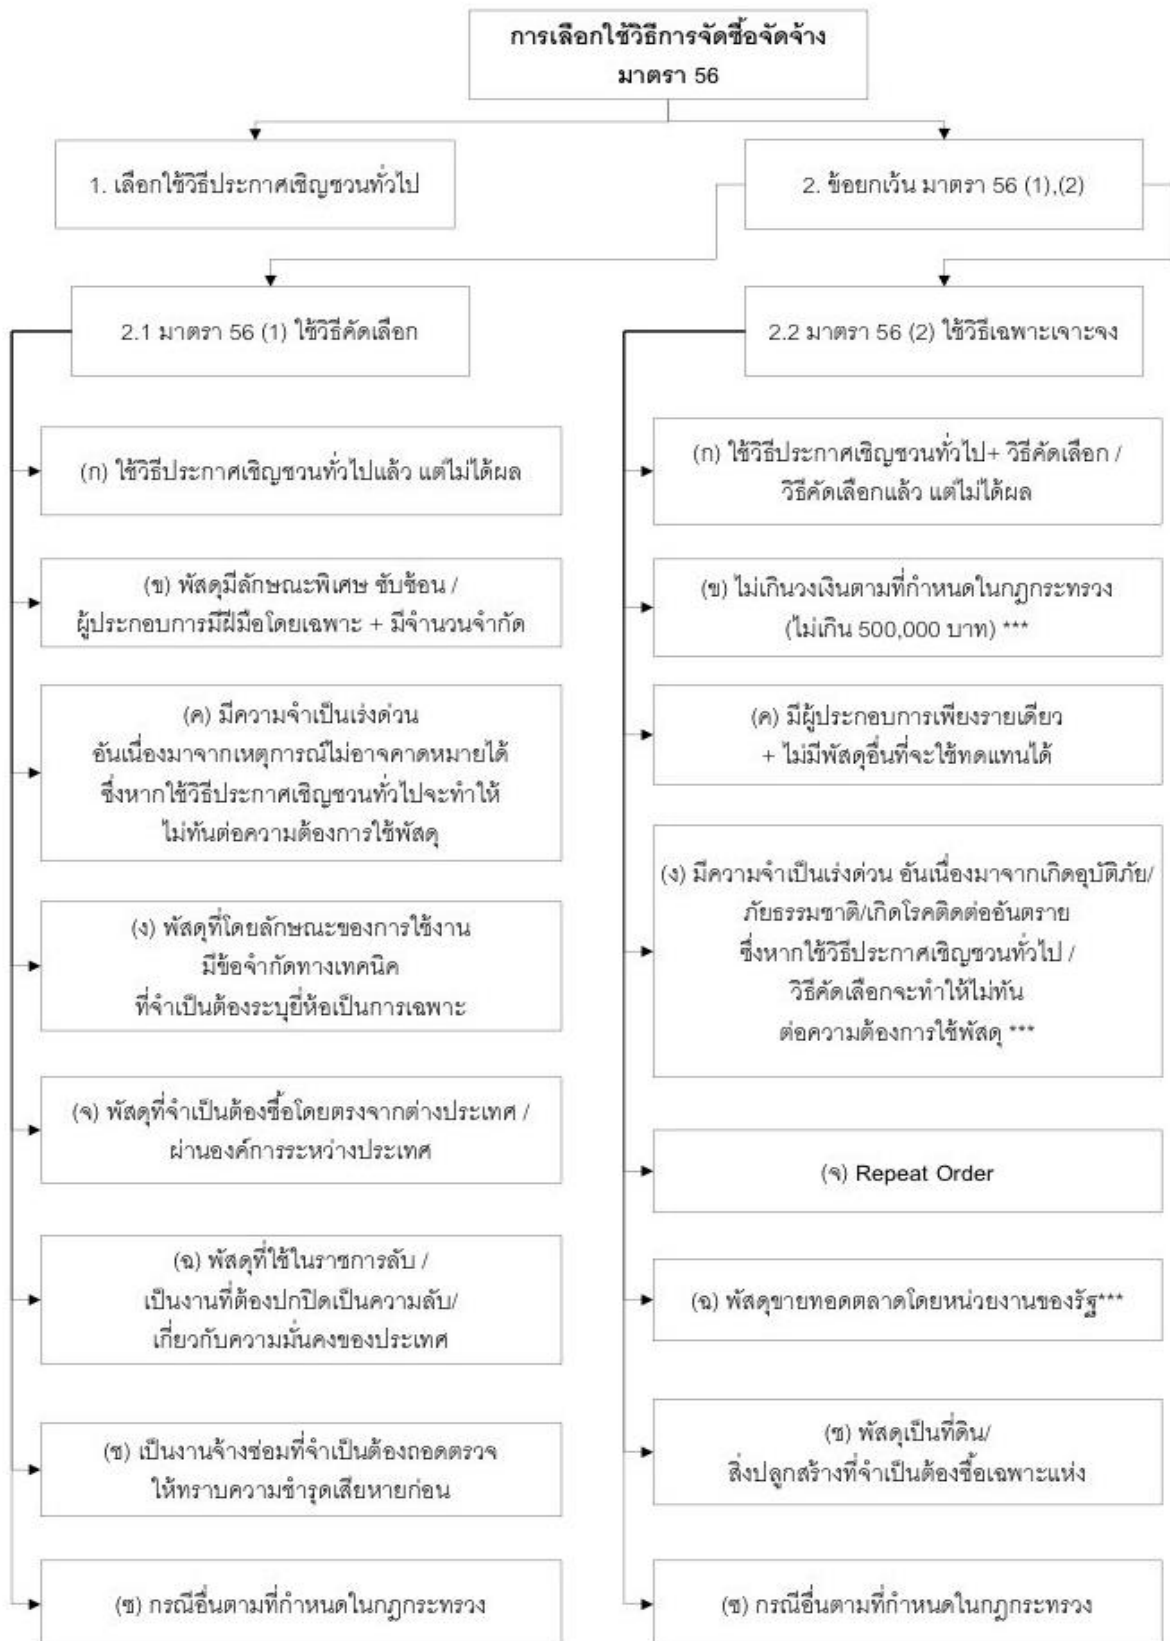 การเลือกใช้วิธีการจัดซื้อจัดจ้าง
มาตรา 56
1. เลือกใช้วิธีประกาศเชิญชวนทั่วไป
2. ข้อยกเว้น มาตรา 56 (1),(2)
2.1 มาตรา 56 (1) ใช้วิธีคัดเลือก
(ก) ใช้วิธีประกาศเชิญชวนทั่วไปแล้ว แต่ไม่ได้ผล
(ข) พัสดุมีลักษณะพิเศษ ซับซ้อน /
ผู้ประกอบการมีฝีมือโดยเฉพาะ + มีจำนวนจำกัด
(ค) มีความจำเป็นเร่งด่วน
อันเนื่องมาจากเหตุการณ์ไม่อาจคาดหมายได้
ซึ่งหากใช้วิธีประกาศเชิญชวนทั่วไปจะทำให้
ไม่ทันต่อความต้องการใช้พัสดุ
(ง) พัสดุที่โดยลักษณะของการใช้งาน
มีข้อจำกัดทางเทคนิค
ที่จำเป็นต้องระบุยี่ห้อเป็นการเฉพาะ
(จ) พัสดุที่จำเป็นต้องซื้อโดยตรงจากต่างประเทศ /
ผ่านองค์การระหว่างประเทศ
(ฉ) พัสดุที่ใช้ในราชการลับ /
เป็นงานที่ต้องปกปิดเป็นความลับ/
เกี่ยวกับความมั่นคงของประเทศ
(ช) เป็นงานจ้างซ่อมที่จำเป็นต้องถอดตรวจ
ให้ทราบความชำรุดเสียหายก่อน
(ซ) กรณีอื่นตามที่กำหนดในกฎกระทรวง
2.2 มาตรา 56 (2) ใช้วิธีเฉพาะเจาะจง
(ก) ใช้วิธีประกาศเชิญชวนทั่วไป+ วิธีคัดเลือก /
วิธีคัดเลือกแล้ว แต่ไม่ได้ผล
(ข) ไม่เกินวงเงินตามที่กำหนดในกฎกระทรวง
(ไม่เกิน 500,000 บาท) ***
(ค) มีผู้ประกอบการเพียงรายเดียว
+ ไม่มีพัสดุอื่นที่จะใช้ทดแทนได้
(ง) มีความจำเป็นเร่งด่วน อันเนื่องมาจากเกิดอุบัติภัย/
ภัยธรรมชาติ/เกิดโรคติดต่ออันตราย
ซึ่งหากใช้วิธีประกาศเชิญชวนทั่วไป /
วิธีคัดเลือกจะทำให้ไม่ทัน
ต่อความต้องการใช้พัสดุ ***
(จ) Repeat Order
(ฉ) พัสดุขายทอดตลาดโดยหน่วยงานของรัฐ***
(ช) พัสดุเป็นที่ดิน/
สิ่งปลูกสร้างที่จำเป็นต้องซื้อเฉพาะแห่ง
(ซ) กรณีอื่นตามที่กำหนดในกฎกระทรวง